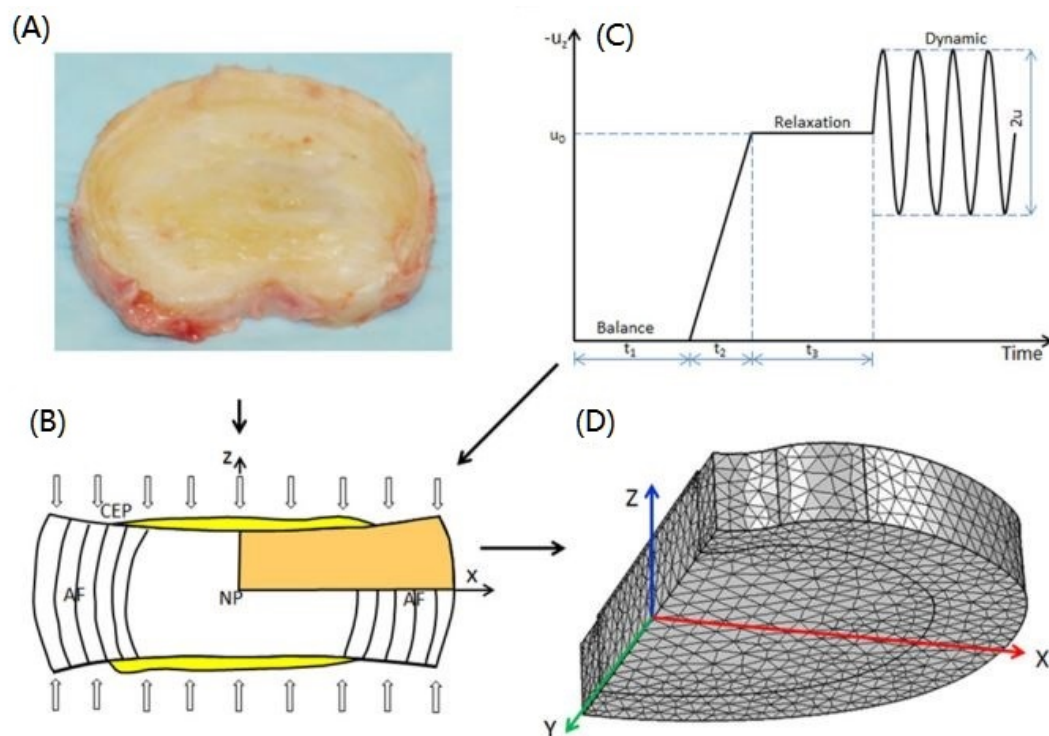 (A)
(C)
-u_z
Dynamic
2u
Relaxation
u_0
Balance
t_1
t_2
t_3
Time
(B)
z
CEP
AF
NP
AF
x
(D)
Z
X
Y